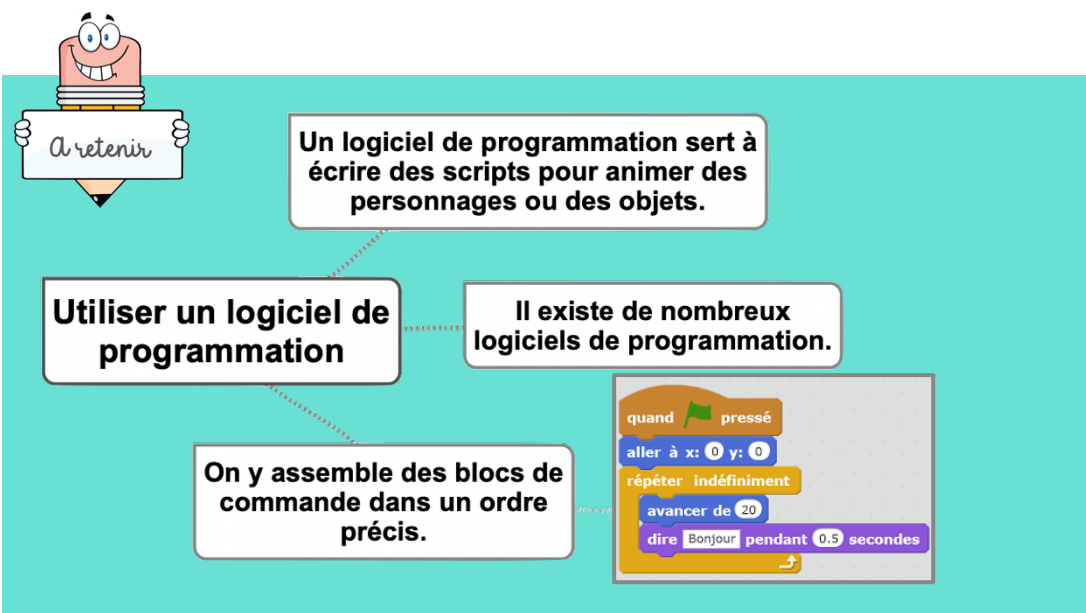 A retenir
Un logiciel de programmation sert à
écrire des scripts pour animer des
personnages ou des objets.
Utiliser un logiciel de
programmation
Il existe de nombreux
logiciels de programmation.
On y assemble des blocs de
commande dans un ordre
précis.
quand pressé
aller à x: 0 y: 0
répéter indéfiniment
avancer de 20
dire Bonjour pendant 0.5 secondes